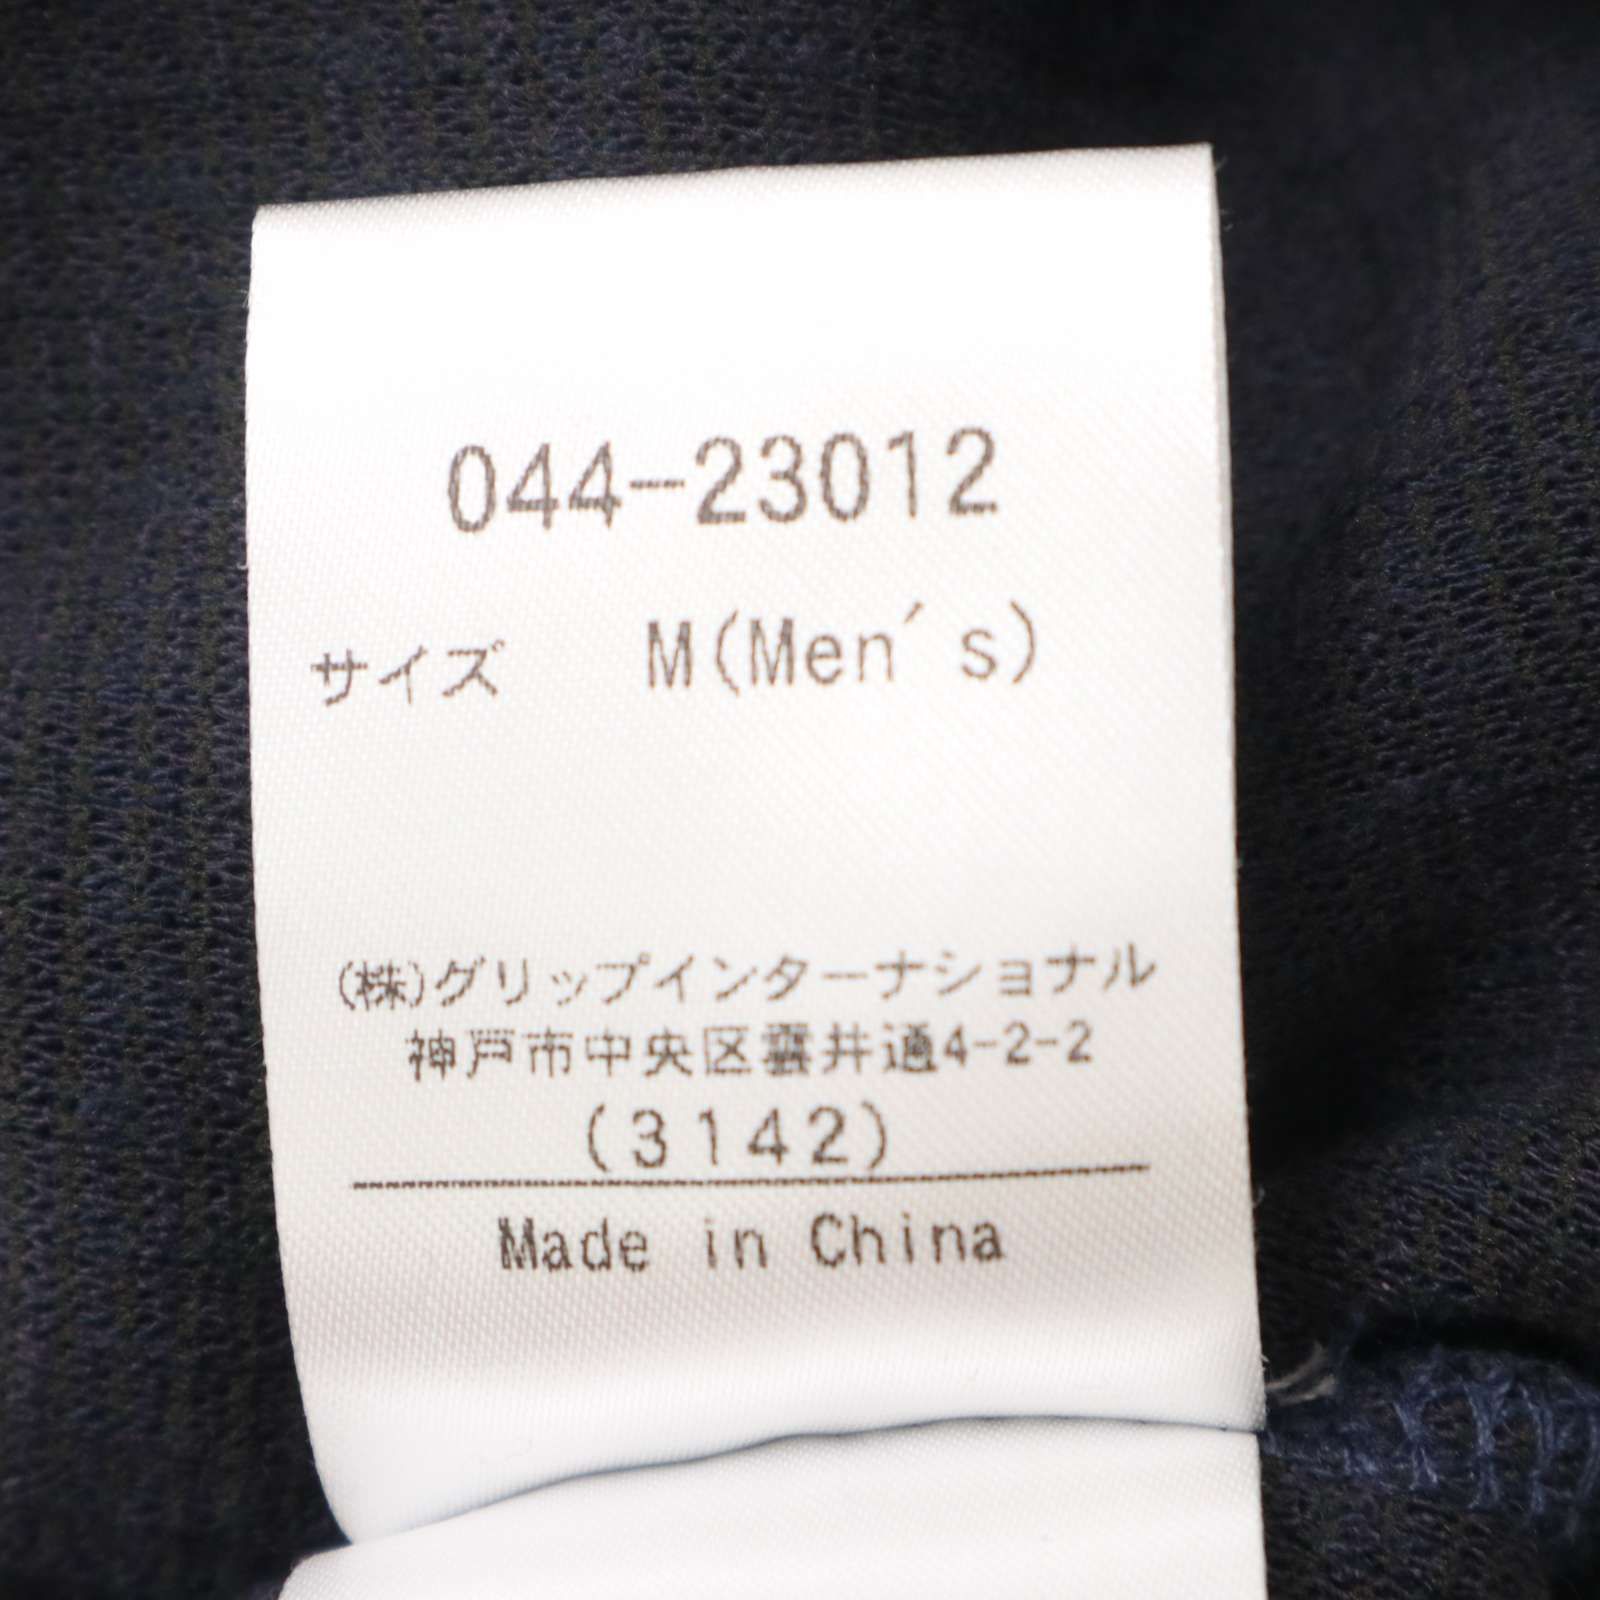 044-23012
サイズ M(Men's)
(株)グリップインターナショナル
神戸市中央区雲井通4-2-2
(3142)
Made in China